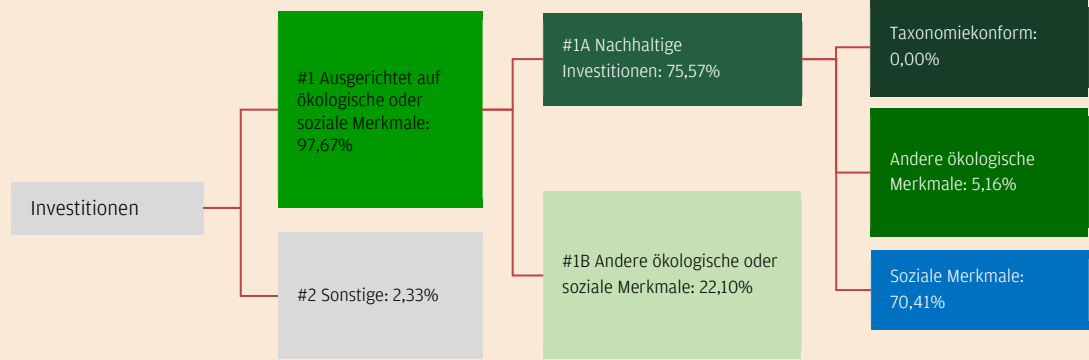 Investitionen
#1 Ausgerichtet auf
ökologische oder
soziale Merkmale:
97,67%
#2 Sonstige: 2,33%
#1A Nachhaltige
Investitionen: 75,57%
#1B Andere ökologische oder
soziale Merkmale: 22,10%
Taxonomiekonform:
0,00%
Andere ökologische
Merkmale: 5,16%
Soziale Merkmale:
70,41%